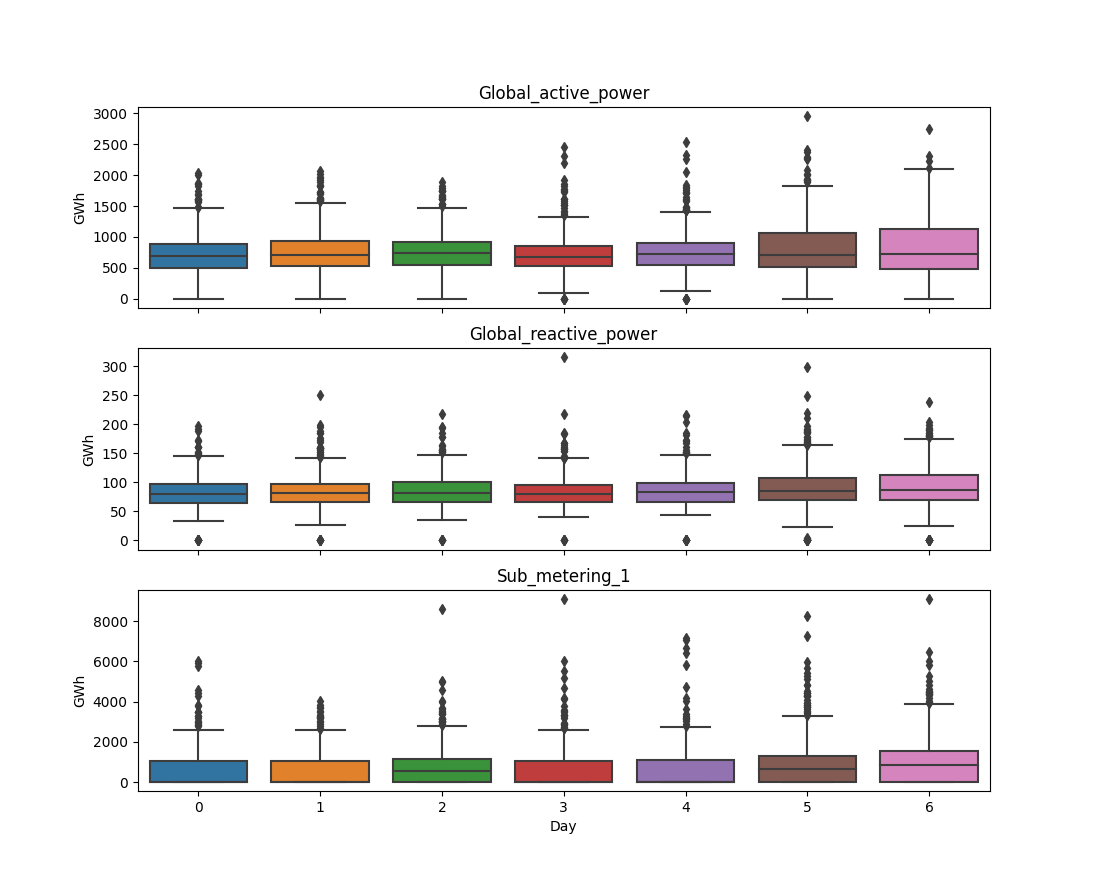 Global_active_power
3000
2500
2000
1500
1000
500
0
GWh
Global_reactive_power
300
250
200
150
100
50
0
GWh
Sub_metering_1
8000
6000
4000
2000
0
GWh
0 1 2 3 4 5 6
Day